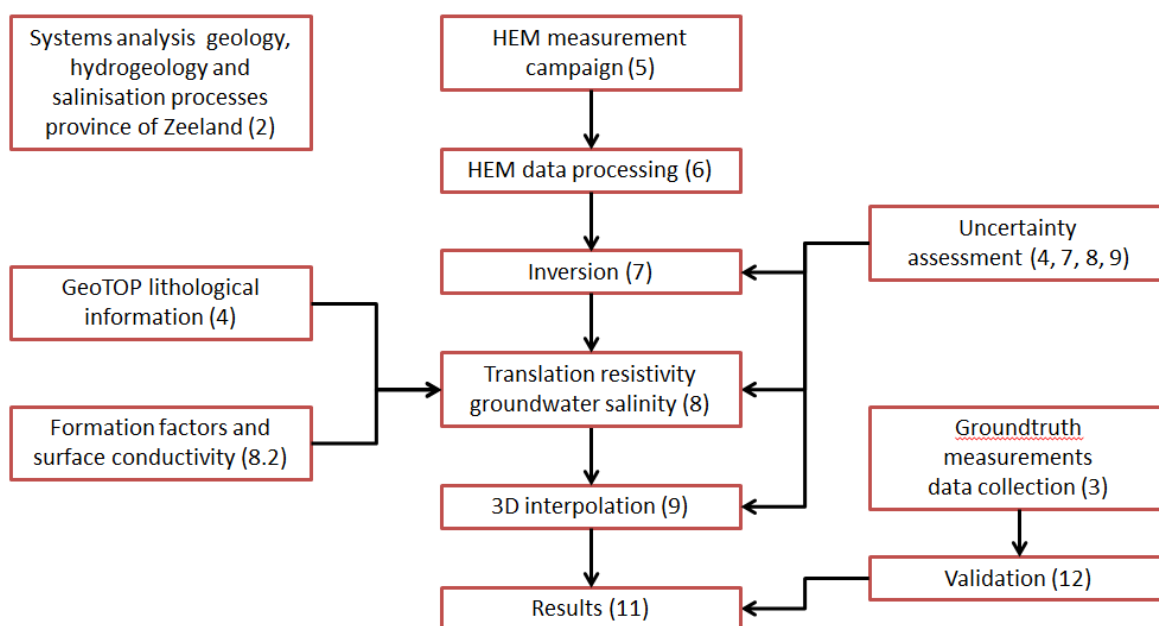 Systems analysis geology,
hydrogeology and
salinisation processes
province of Zeeland (2)
HEM measurement
campaign (5)
HEM data processing (6)
Uncertainty
assessment (4, 7, 8, 9)
Inversion (7)
GeoTOP lithological
information (4)
Translation resistivity
groundwater salinity (8)
Formation factors and
surface conductivity (8.2)
Groundtruth
measurements
data collection (3)
3D interpolation (9)
Validation (12)
Results (11)